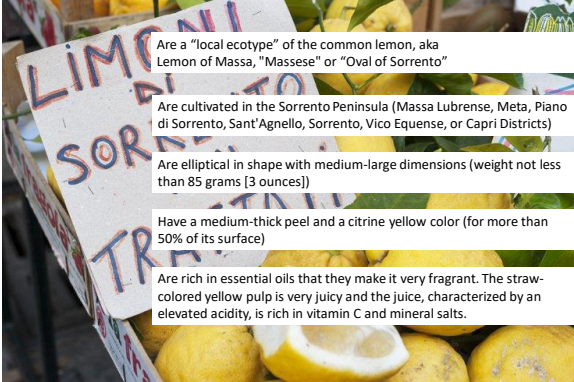 LIMONI
DI
SORRENTO
TRATTATI
Are a “local ecotype” of the common lemon, aka
Lemon of Massa, "Massese" or “Oval of Sorrento”
Are cultivated in the Sorrento Peninsula (Massa Lubrense, Meta, Piano
di Sorrento, Sant'Agnello, Sorrento, Vico Equense, or Capri Districts)
Are elliptical in shape with medium-large dimensions (weight not less
than 85 grams [3 ounces])
Have a medium-thick peel and a citrine yellow color (for more than
50% of its surface)
Are rich in essential oils that they make it very fragrant. The straw-
colored yellow pulp is very juicy and the juice, characterized by an
elevated acidity, is rich in vitamin C and mineral salts.